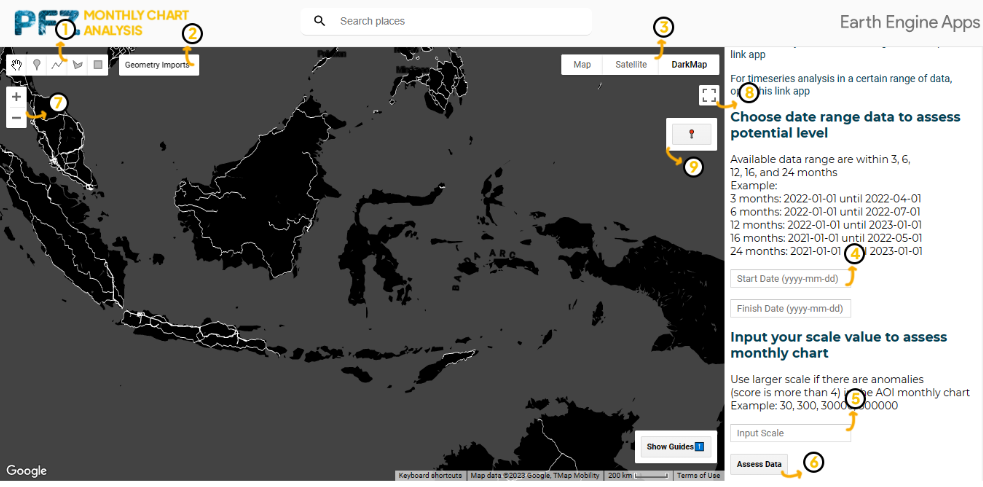 PFZ MONTHLY CHART
ANALYSIS
Search places
Earth Engine Apps
1
2
3
Geometry Imports
Map Satellite DarkMap
+
−
7
8
9
link app
For timeseries analysis in a certain range of data,
this link app
Choose date range data to assess
potential level
Available data range are within 3, 6,
12, 16, and 24 months
Example:
3 months: 2022-01-01 until 2022-04-01
6 months: 2022-01-01 until 2022-07-01
12 months: 2022-01-01 until 2023-01-01
16 months: 2021-01-01 until 2022-05-01
24 months: 2021-01-01 2023-01-01
4
Start Date (yyyy-mm-dd)
Finish Date (yyyy-mm-dd)
Input your scale value to assess
monthly chart
Use larger scale if there are anomalies
(score is more than 4) in the AOI monthly chart
Example: 30, 300, 3000
5
Input Scale
Assess Data
6
Show Guides
Google
Keyboard shortcuts Map data ©2023 Google, TMap Mobility 200 km Terms of Use